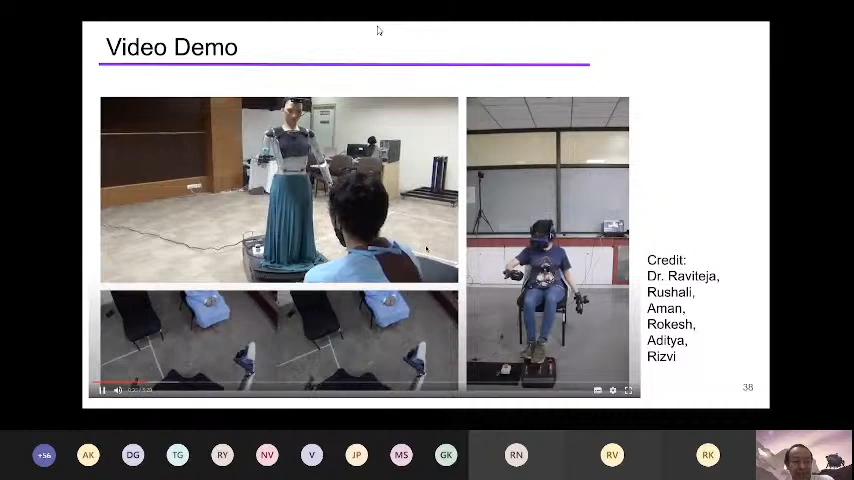 Video Demo
Credit:
Dr. Raviteja,
Rushali,
Aman,
Rokesh,
Aditya,
Rizvi
38
+56
AK
DG
TG
RY
NV
V
JP
MS
GK
RN
RV
RK